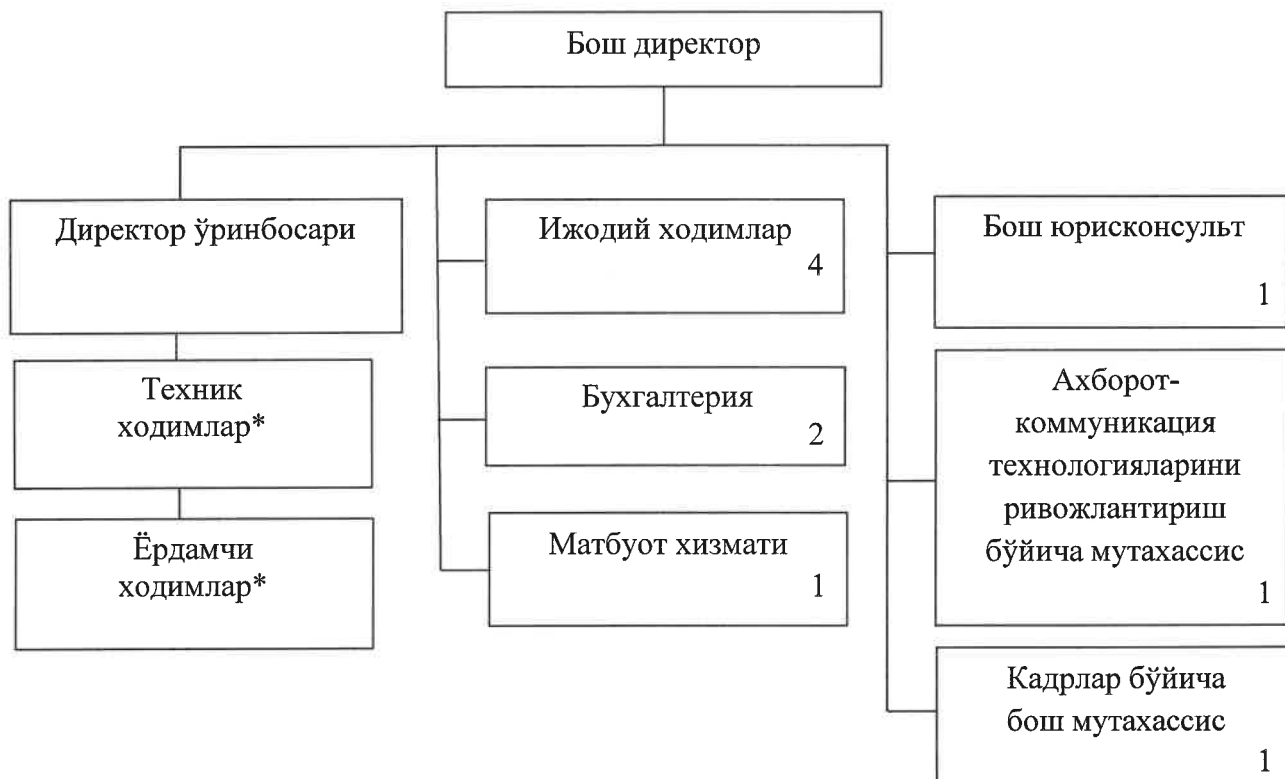 Бош директор
Директор ўринбосари
Техник
ходимлар*
Ёрдамчи
ходимлар*
Ижодий ходимлар
4
Бухгалтерия
2
Матбуот хизмати
1
Бош юрисконсульт
1
Ахборот-
коммуникация
технологияларини
ривожлантириш
бўйича мутахассис
1
Кадрлар бўйича
бош мутахассис
1